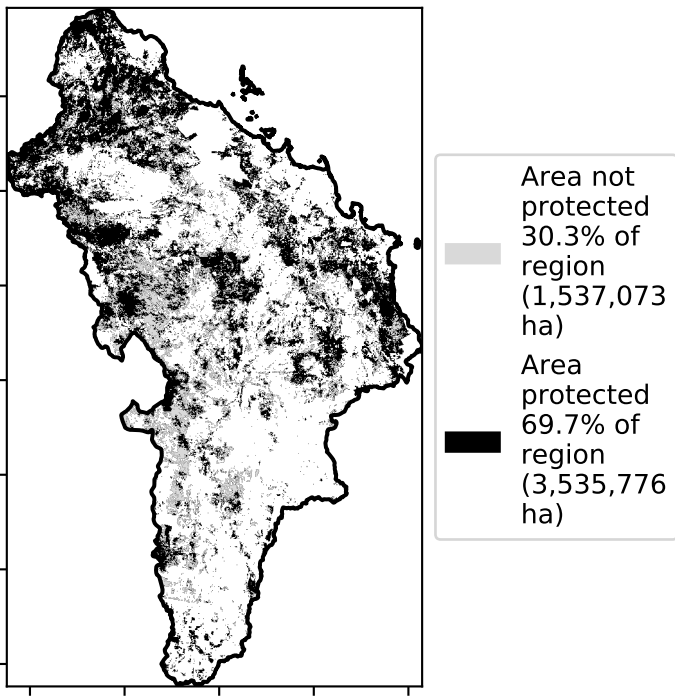 Area not
protected
30.3% of
region
(1,537,073
ha)
Area
protected
69.7% of
region
(3,535,776
ha)